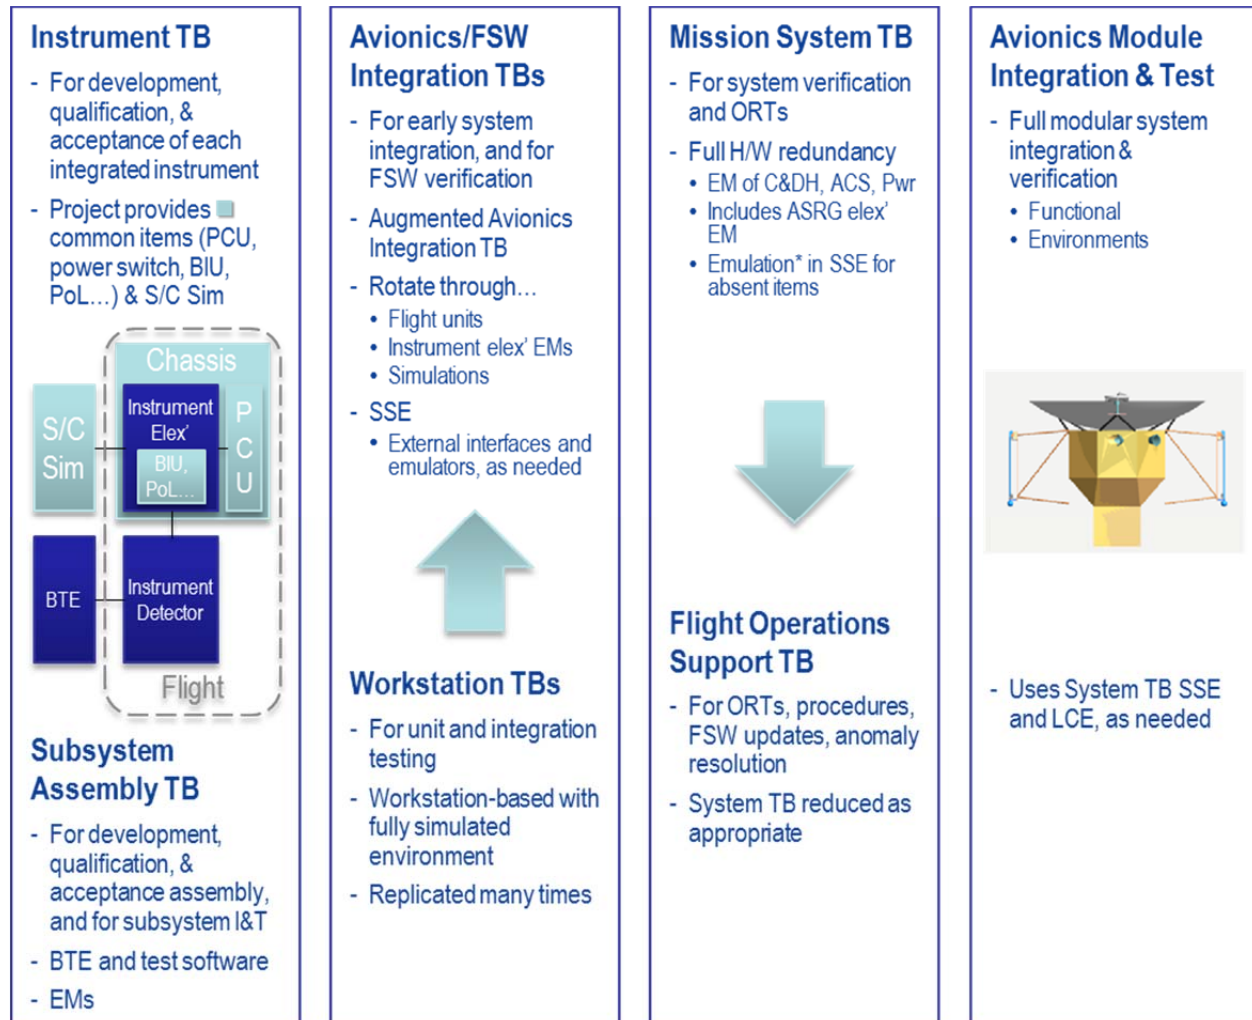 Instrument TB
- For development,
qualification, &
acceptance of each
integrated instrument
- Project provides
common items (PCU,
power switch, BIU,
PoL…) & S/C Sim
Chassis
S/C
Sim
Instrument
Elex’
BIU,
PoL…
P
C
U
BTE
Instrument
Detector
Flight
Subsystem
Assembly TB
- For development,
qualification, &
acceptance assembly,
and for subsystem I&T
- BTE and test software
- EMs
Avionics/FSW
Integration TBs
- For early system
integration, and for
FSW verification
- Augmented Avionics
Integration TB
- Rotate through…
• Flight units
• Instrument elex’ EMs
• Simulations
- SSE
• External interfaces and
emulators, as needed
Workstation TBs
- For unit and integration
testing
- Workstation-based with
fully simulated
environment
- Replicated many times
Mission System TB
- For system verification
and ORTs
- Full H/W redundancy
• EM of C&DH, ACS, Pwr
• Includes ASRG elex’
EM
• Emulation* in SSE for
absent items
Flight Operations
Support TB
- For ORTs, procedures,
FSW updates, anomaly
resolution
- System TB reduced as
appropriate
Avionics Module
Integration & Test
- Full modular system
integration &
verification
• Functional
• Environments
- Uses System TB SSE
and LCE, as needed